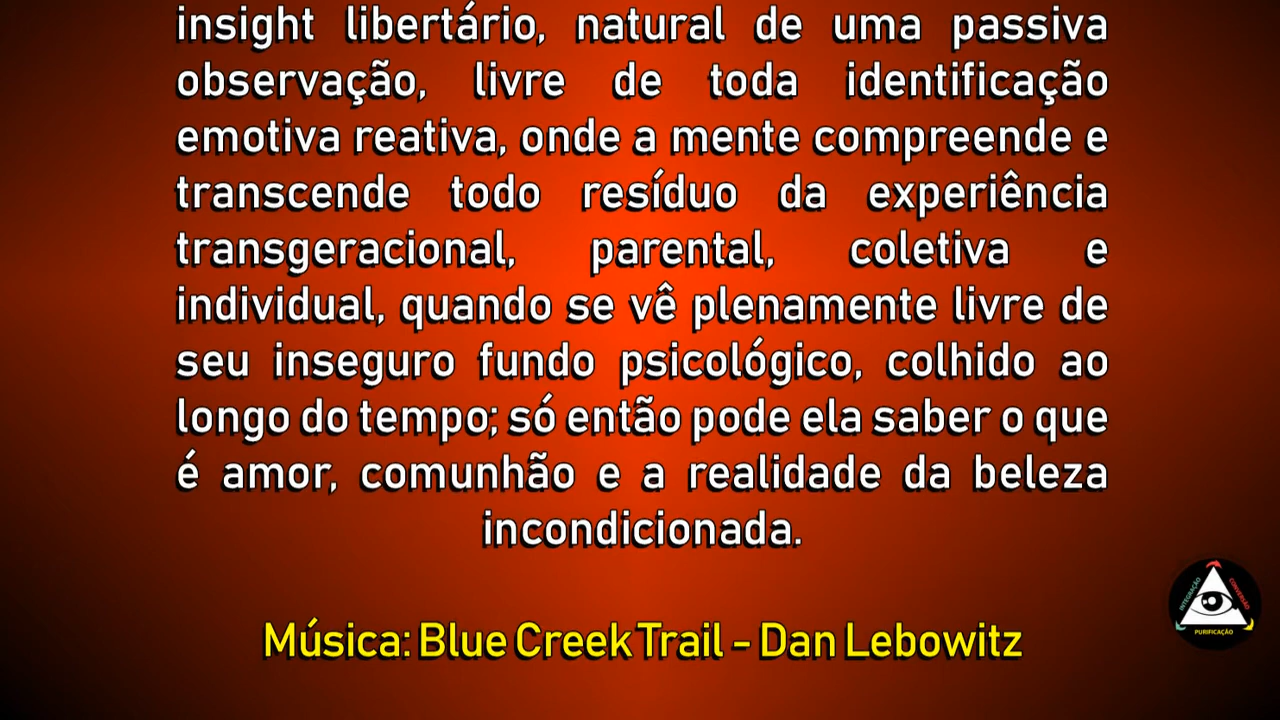 insight libertário, natural de uma passiva
observação, livre de toda identificação
emotiva reativa, onde a mente compreende e
transcende todo resíduo da experiência
transgeracional, parental, coletiva e
individual, quando se vê plenamente livre de
seu inseguro fundo psicológico, colhido ao
longo do tempo; só então pode ela saber o que
é amor, comunhão e a realidade da beleza
incondicionada.
Música: Blue Creek Trail - Dan Lebowitz
INTEGRAÇÃO
CONVERSÃO
PURIFICAÇÃO